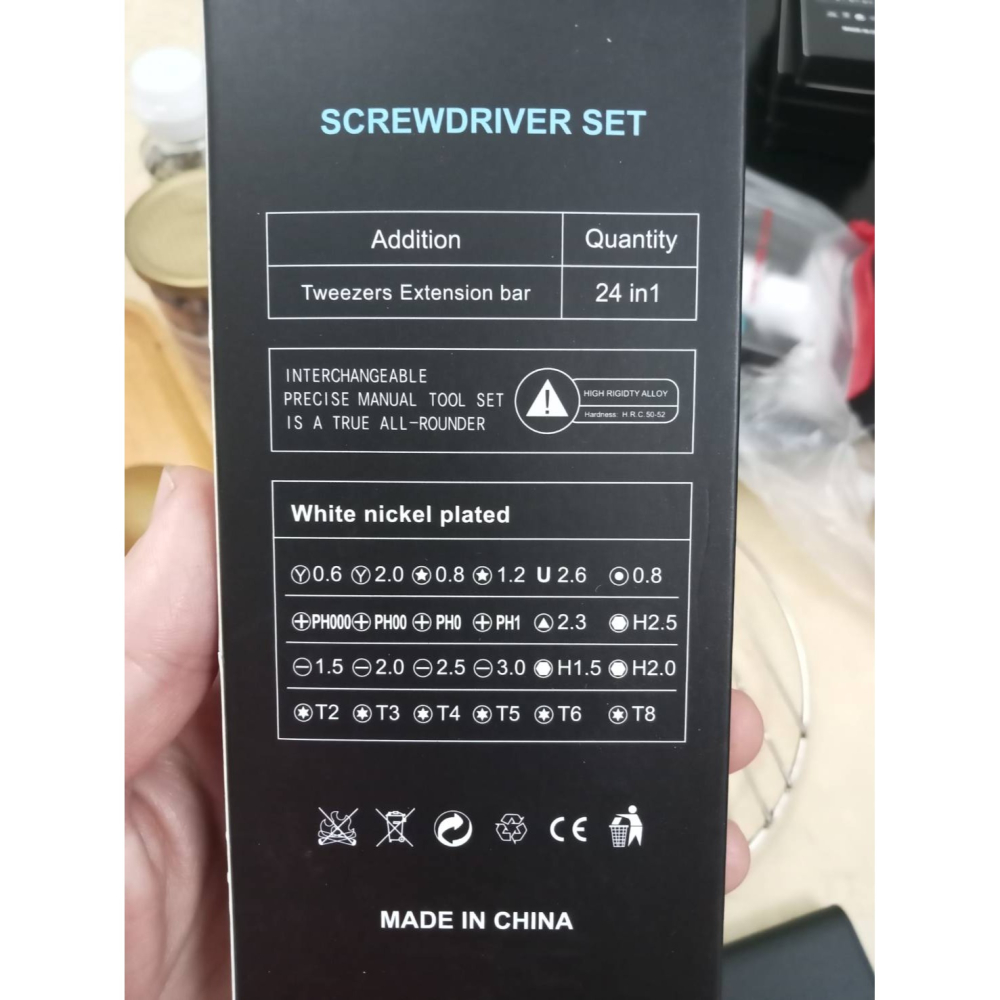 SCREWDRIVER SET
Addition Quantity
Tweezers Extension bar 24 in1
INTERCHANGEABLE
PRECISE MANUAL TOOL SET
IS A TRUE ALL-ROUNDER
HIGH RIGIDTY ALLOY
Hardness: H.R.C.50-52
White nickel plated
0.6 2.0 0.8 1.2 U 2.6 0.8
PH000 PH00 PH0 PH1 2.3 H2.5
1.5 2.0 2.5 3.0 H1.5 H2.0
T2 T3 T4 T5 T6 T8
CE
MADE IN CHINA